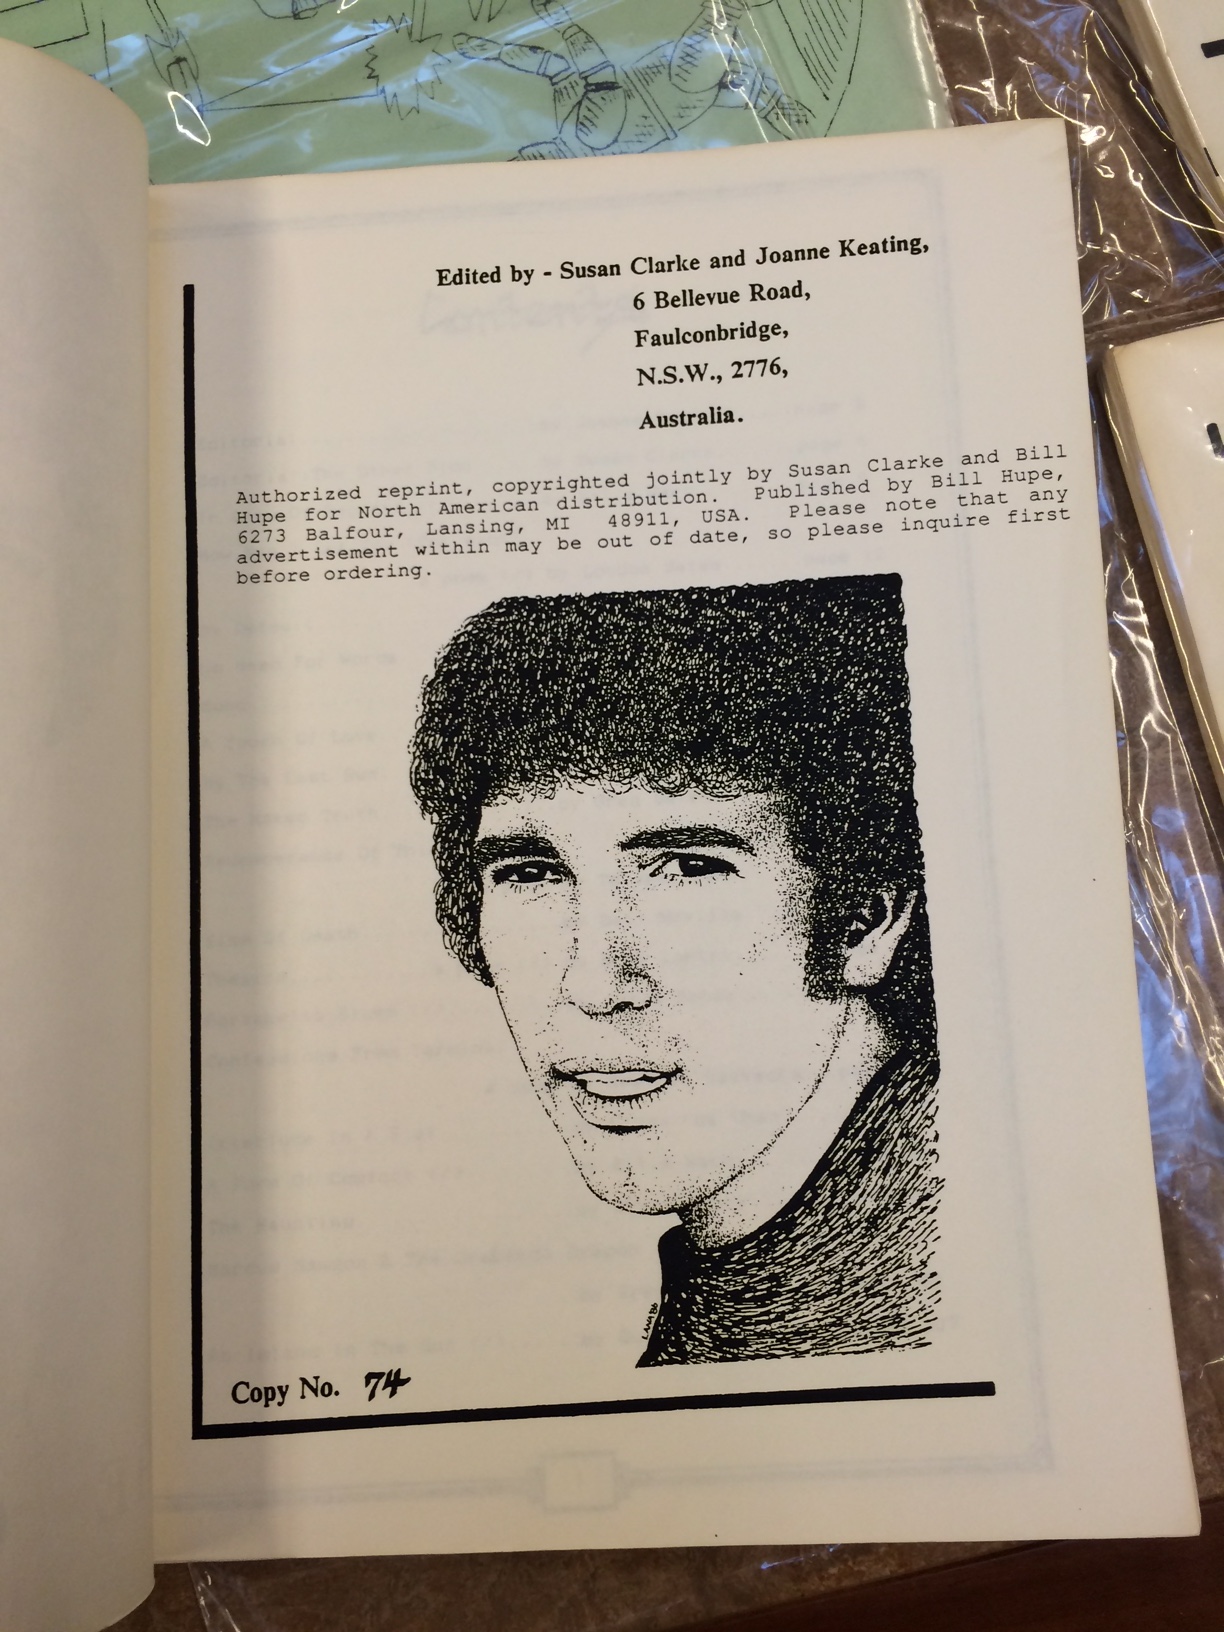 Edited by - Susan Clarke and Joanne Keating,
6 Bellevue Road,
Faulconbridge,
N.S.W., 2776,
Australia.
Authorized reprint, copyrighted jointly by Susan Clarke and Bill
Hupe for North American distribution. Published by Bill Hupe,
6273 Balfour, Lansing, MI 48911, USA. Please note that any
advertisement within may be out of date, so please inquire first
before ordering.
Copy No. 74